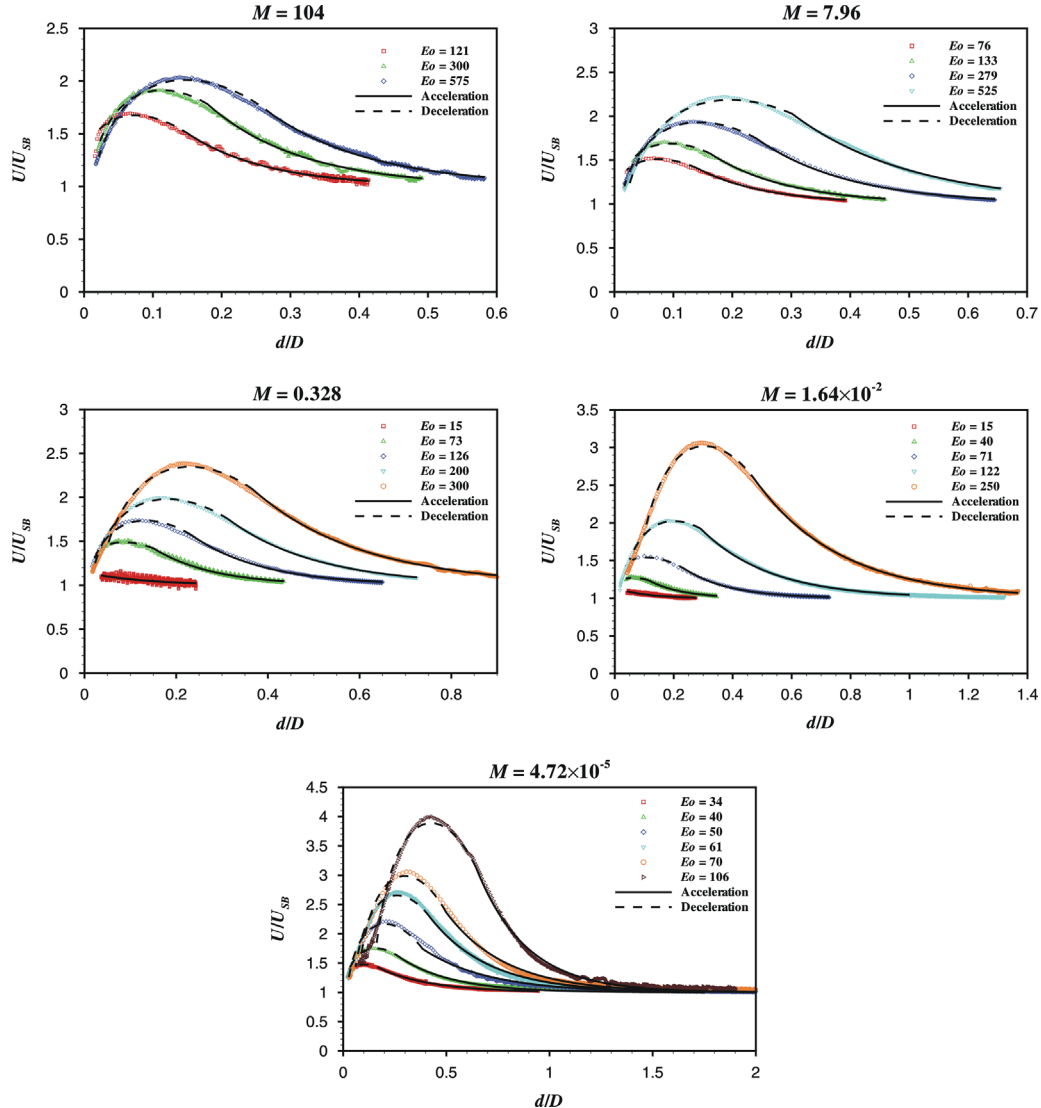 M = 104
2.5
2
1.5
1
0.5
0
0 0.1 0.2 0.3 0.4 0.5 0.6
U/U_SB
d/D
Eo = 121
Eo = 300
Eo = 575
Acceleration
Deceleration
M = 7.96
3
2.5
2
1.5
1
0.5
0
0 0.1 0.2 0.3 0.4 0.5 0.6 0.7
U/U_SB
d/D
Eo = 76
Eo = 133
Eo = 279
Eo = 525
Acceleration
Deceleration
M = 0.328
3
2.5
2
1.5
1
0.5
0
0 0.2 0.4 0.6 0.8
U/U_SB
d/D
Eo = 15
Eo = 73
Eo = 126
Eo = 200
Eo = 300
Acceleration
Deceleration
M = 1.64×10⁻²
3.5
3
2.5
2
1.5
1
0.5
0
0 0.2 0.4 0.6 0.8 1 1.2 1.4
U/U_SB
d/D
Eo = 15
Eo = 40
Eo = 71
Eo = 122
Eo = 250
Acceleration
Deceleration
M = 4.72×10⁻⁵
4.5
4
3.5
3
2.5
2
1.5
1
0.5
0
0 0.5 1 1.5 2
U/U_SB
d/D
Eo = 34
Eo = 40
Eo = 50
Eo = 61
Eo = 70
Eo = 106
Acceleration
Deceleration